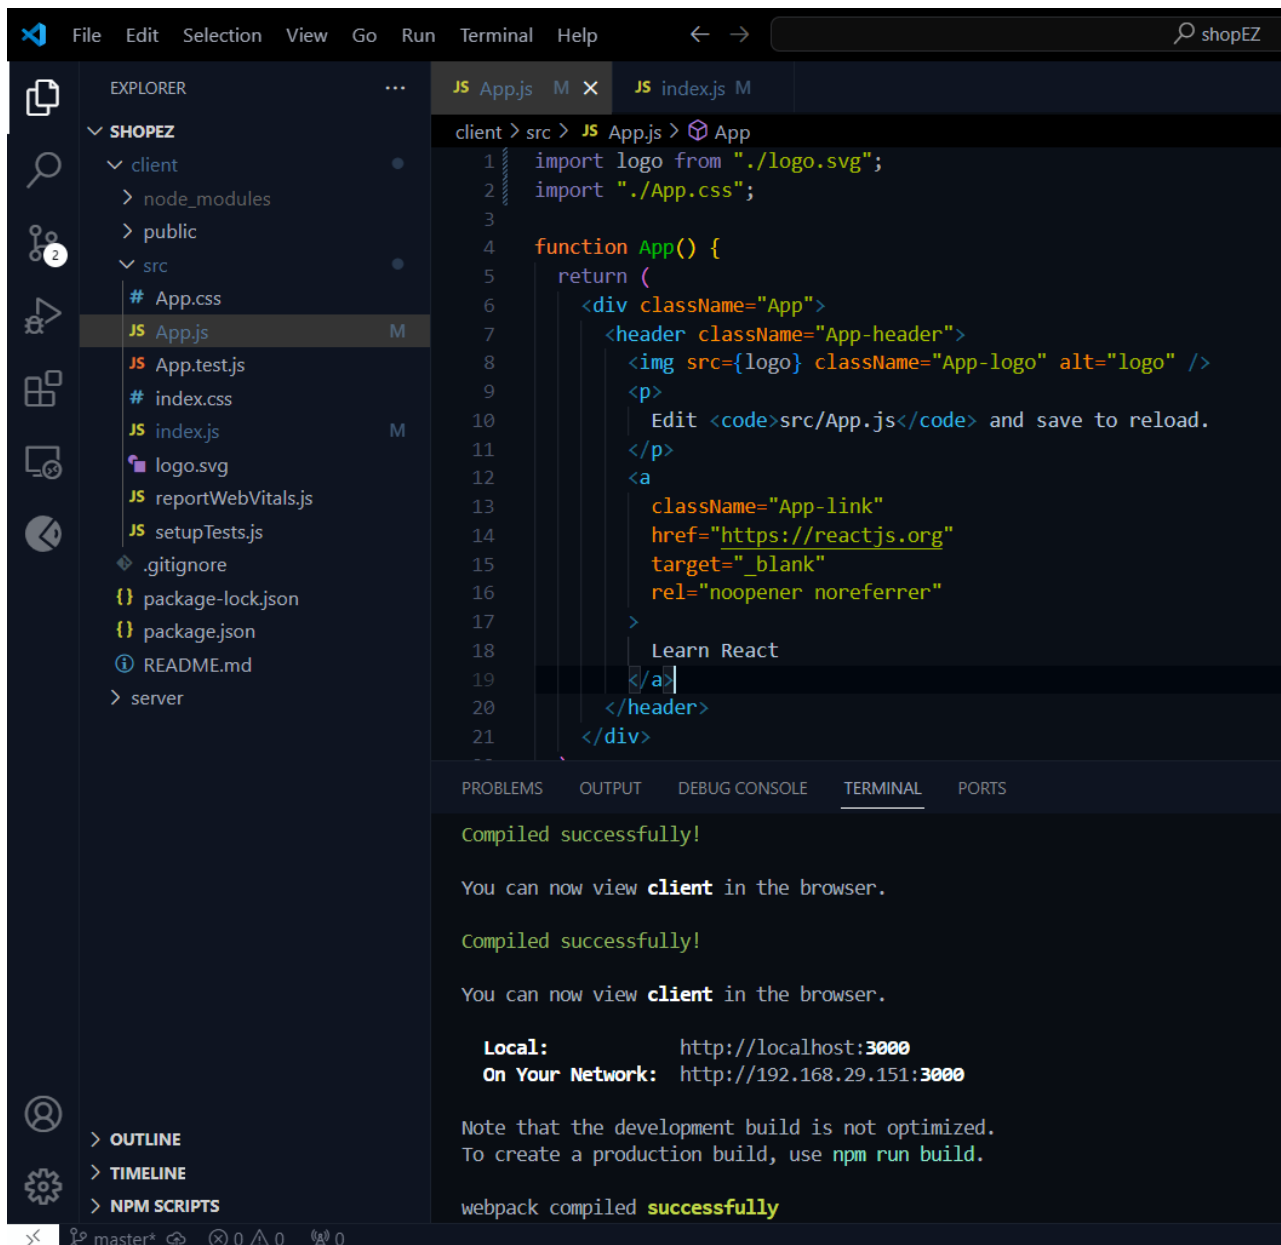 File Edit Selection View Go Run Terminal Help shopEZ
EXPLORER
SHOPEZ
client
node_modules
public
src
# App.css
JS App.js M
JS App.test.js
# index.css
JS index.js M
logo.svg
JS reportWebVitals.js
JS setupTests.js
.gitignore
{} package-lock.json
{} package.json
README.md
server
2
OUTLINE
TIMELINE
NPM SCRIPTS
JS App.js M JS index.js M
client > src > JS App.js > App
1 import logo from "./logo.svg";
2 import "./App.css";
3
4 function App() {
5 return (
6 <div className="App">
7 <header className="App-header">
8 <img src={logo} className="App-logo" alt="logo" />
9 <p>
10 Edit <code>src/App.js</code> and save to reload.
11 </p>
12 <a
13 className="App-link"
14 href="https://reactjs.org"
15 target="_blank"
16 rel="noopener noreferrer"
17 >
18 Learn React
19 </a>
20 </header>
21 </div>
PROBLEMS OUTPUT DEBUG CONSOLE TERMINAL PORTS
Compiled successfully!
You can now view client in the browser.
Compiled successfully!
You can now view client in the browser.
Local: http://localhost:3000
On Your Network: http://192.168.29.151:3000
Note that the development build is not optimized.
To create a production build, use npm run build.
webpack compiled successfully
master* 0 0 0